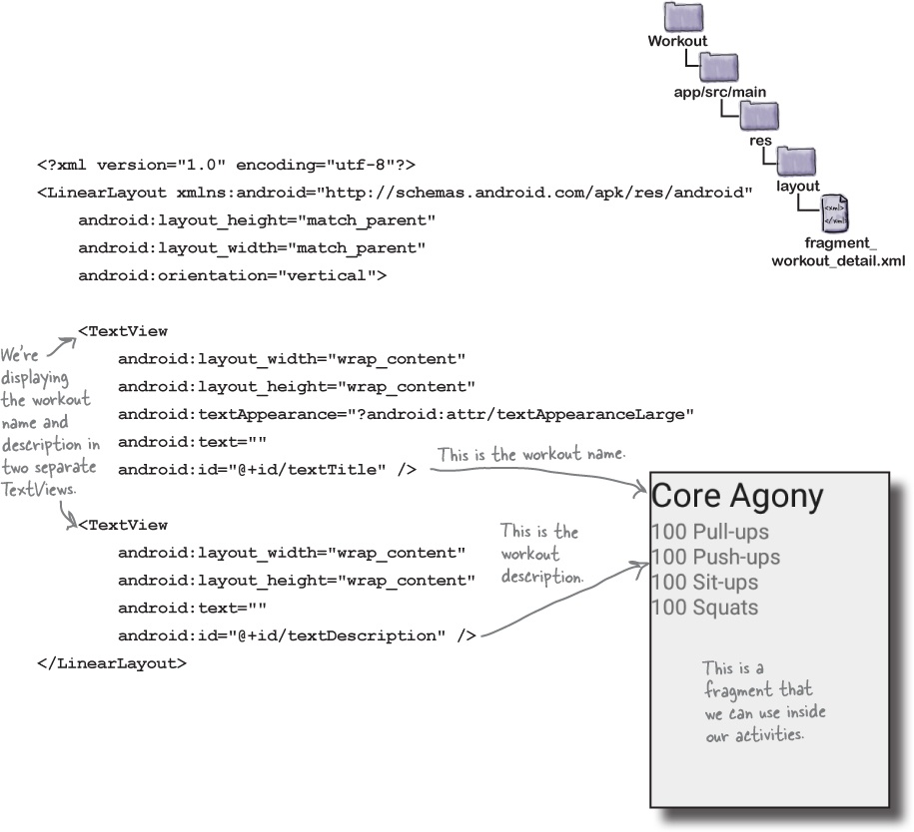 Workout
app/src/main
res
layout
<xml>
</xml>
fragment_
workout_detail.xml
<?xml version="1.0" encoding="utf-8"?>
<LinearLayout xmlns:android="http://schemas.android.com/apk/res/android"
android:layout_height="match_parent"
android:layout_width="match_parent"
android:orientation="vertical">
<TextView
android:layout_width="wrap_content"
android:layout_height="wrap_content"
android:textAppearance="?android:attr/textAppearanceLarge"
android:text=""
android:id="@+id/textTitle" />
We're
displaying
the workout
name and
description in
two separate
TextViews.
This is the workout name.
<TextView
android:layout_width="wrap_content"
android:layout_height="wrap_content"
android:text=""
android:id="@+id/textDescription" />
</LinearLayout>
This is the
workout
description.
Core Agony
100 Pull-ups
100 Push-ups
100 Sit-ups
100 Squats
This is a
fragment that
we can use inside
our activities.